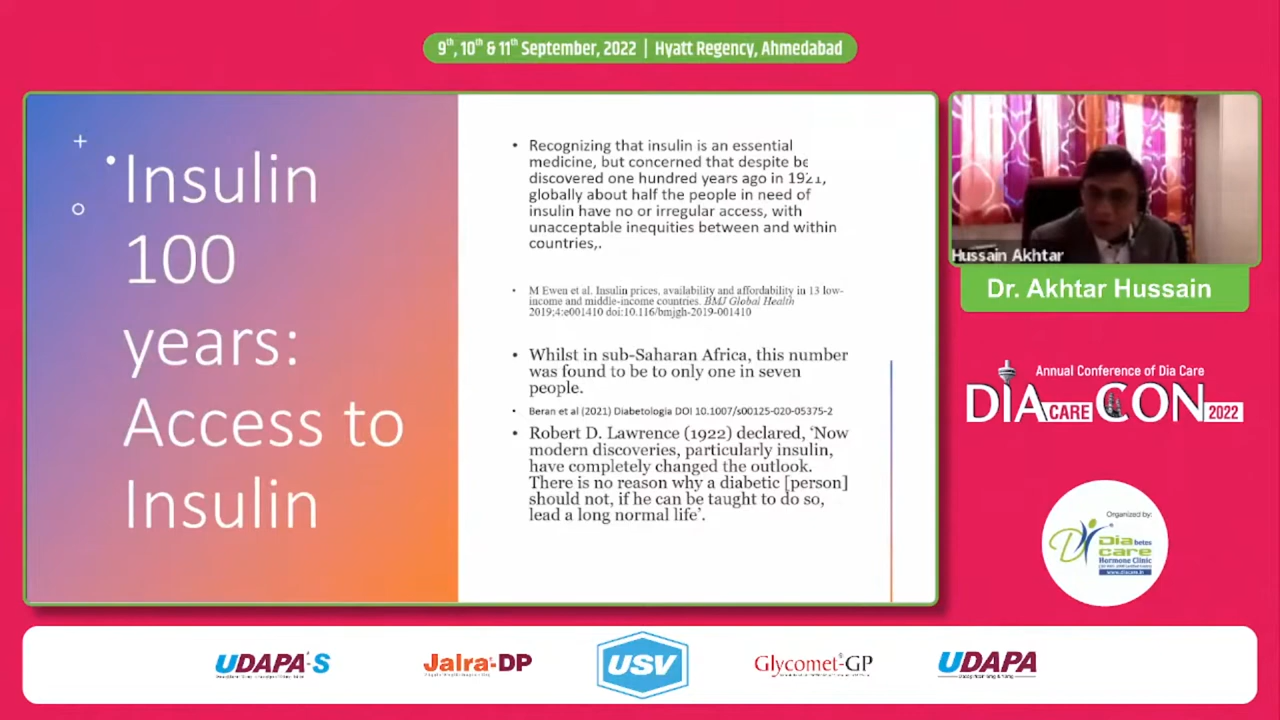 9th, 10th & 11th September, 2022 | Hyatt Regency, Ahmedabad
Insulin
100
years:
Access to
Insulin
• Recognizing that insulin is an essential
medicine, but concerned that despite be
discovered one hundred years ago in 1921,
globally about half the people in need of
insulin have no or irregular access, with
unacceptable inequities between and within
countries,.
• M Ewen et al. Insulin prices, availability and affordability in 13 low-
income and middle-income countries. BMJ Global Health
2019;4:e001410 doi:10.116/bmjgh-2019-001410
• Whilst in sub-Saharan Africa, this number
was found to be to only one in seven
people.
• Beran et al (2021) Diabetologia DOI 10.1007/s00125-020-05375-2
• Robert D. Lawrence (1922) declared, ‘Now
modern discoveries, particularly insulin,
have completely changed the outlook.
There is no reason why a diabetic [person]
should not, if he can be taught to do so,
lead a long normal life’.
Hussain Akhtar
Dr. Akhtar Hussain
Annual Conference of Dia Care
DIACARE CON 2022
Organized by:
Diabetes
care
Hormone Clinic
www.diacare.in
UDAPA-S
Jalra-DP
USV
Glycomet-GP
UDAPA